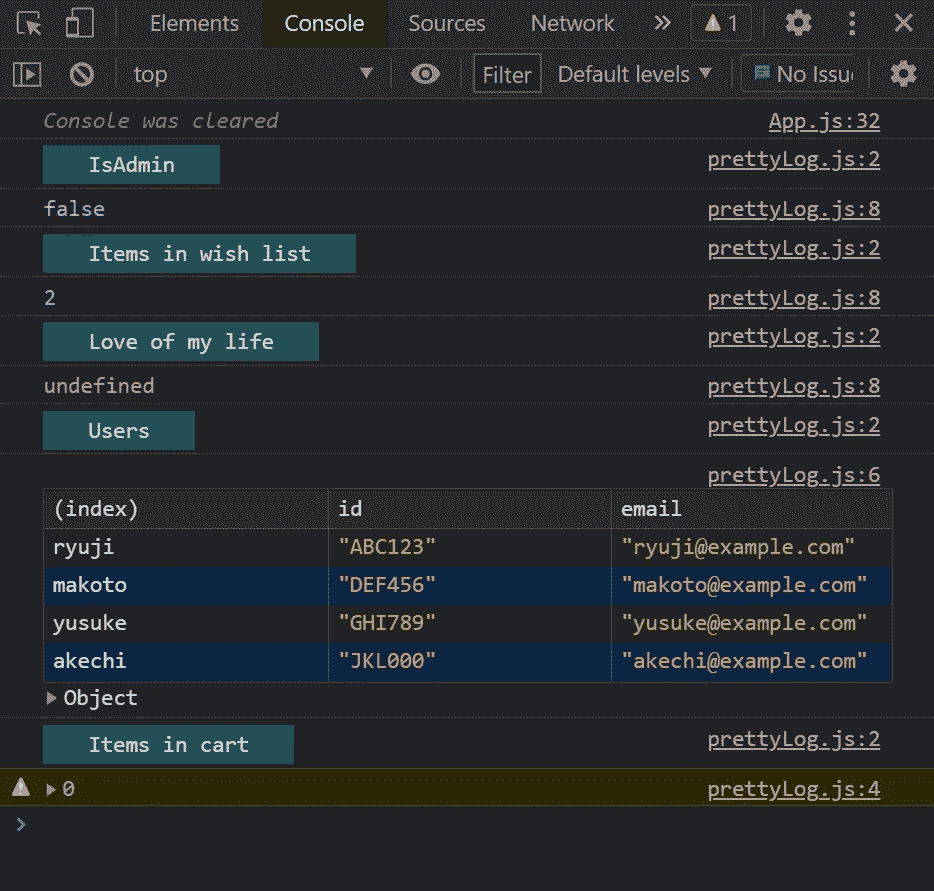 Elements Console Sources Network 1
top Filter Default levels No Issu
Console was cleared App.js:32
IsAdmin prettyLog.js:2
false prettyLog.js:8
Items in wish list prettyLog.js:2
2 prettyLog.js:8
Love of my life prettyLog.js:2
undefined prettyLog.js:8
Users prettyLog.js:2
prettyLog.js:6
(index) id email
ryuji "ABC123" "ryuji@example.com"
makoto "DEF456" "makoto@example.com"
yusuke "GHI789" "yusuke@example.com"
akechi "JKL000" "akechi@example.com"
Object
Items in cart prettyLog.js:2
0 prettyLog.js:4